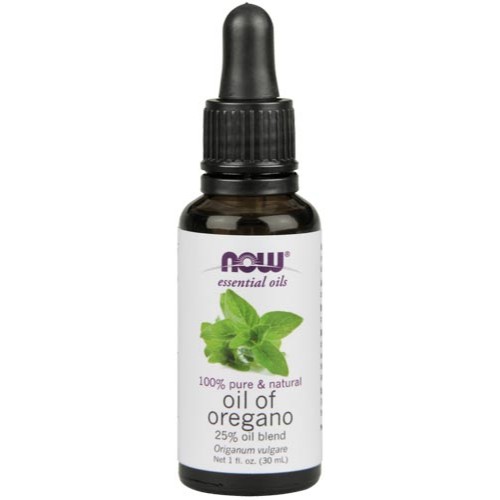 NOW®
essential oils
100% pure & natural
oil of
oregano
25% oil blend
Origanum vulgare
Net 1 fl. oz. (30 mL)